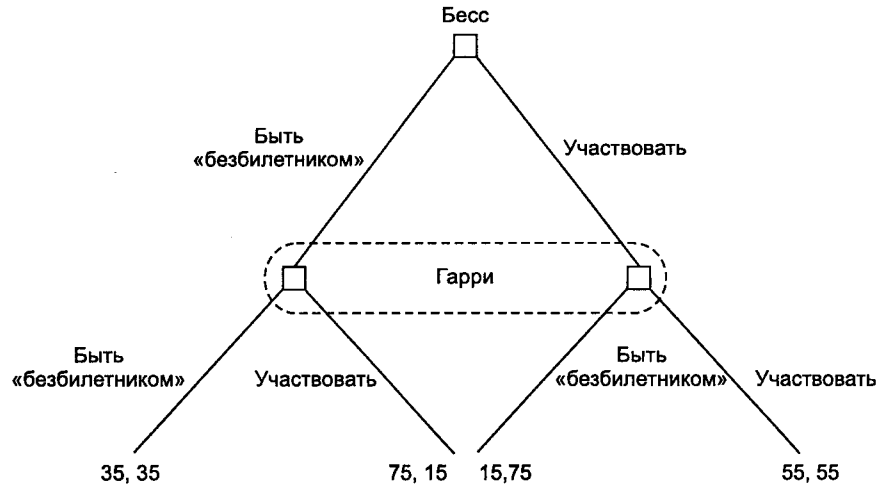 Бесс
Быть
«безбилетником»
Участвовать
Гарри
Быть
«безбилетником»
Участвовать
Быть
«безбилетником»
Участвовать
35, 35
75, 15
15,75
55, 55